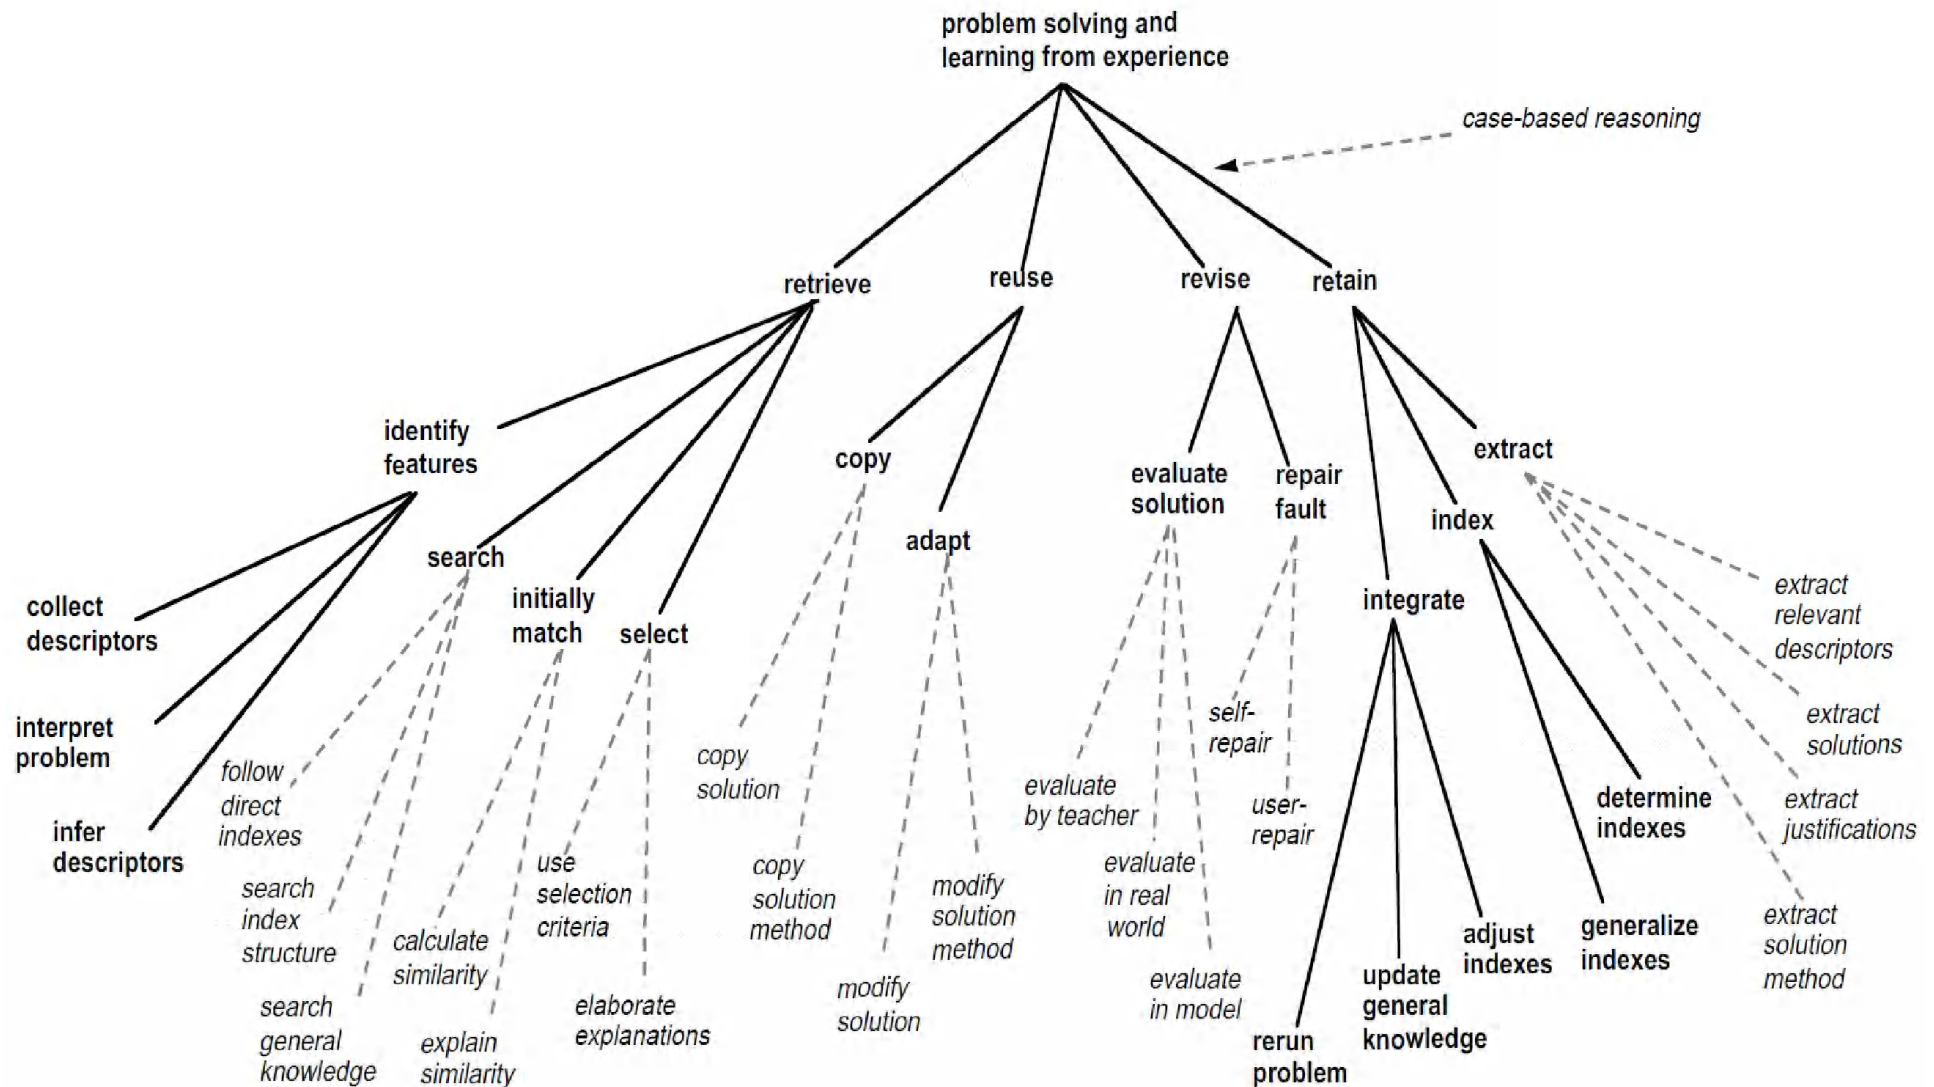 problem solving and
learning from experience
case-based reasoning
retrieve
reuse
revise
retain
identify
features
search
initially
match
select
copy
adapt
evaluate
solution
repair
fault
integrate
index
extract
collect
descriptors
interpret
problem
infer
descriptors
follow
direct
indexes
search
index
structure
search
general
knowledge
calculate
similarity
explain
similarity
use
selection
criteria
elaborate
explanations
copy
solution
copy
solution
method
modify
solution
modify
solution
method
evaluate
by teacher
evaluate
in real
world
evaluate
in model
self-
repair
user-
repair
rerun
problem
update
general
knowledge
adjust
indexes
generalize
indexes
determine
indexes
extract
relevant
descriptors
extract
solutions
extract
justifications
extract
solution
method